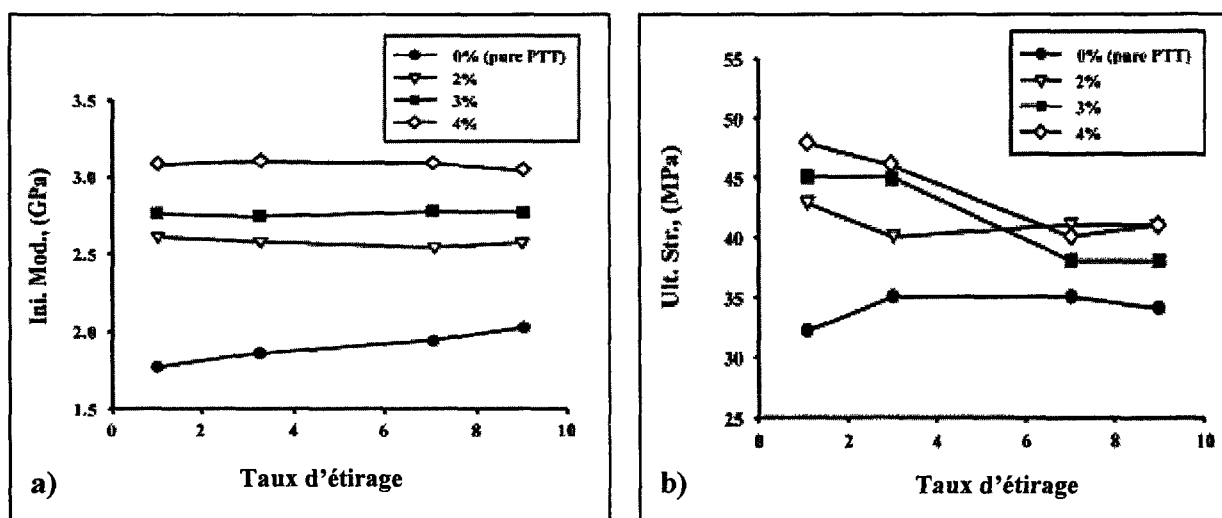 0% (pure PTT)
2%
3%
4%
3.5
3.0
2.5
2.0
1.5
Ini. Mod., (GPa)
0 2 4 6 8 10
Taux d'étirage
a)
0% (pure PTT)
2%
3%
4%
55
50
45
40
35
30
25
Ult. Str., (MPa)
0 2 4 6 8 10
Taux d'étirage
b)